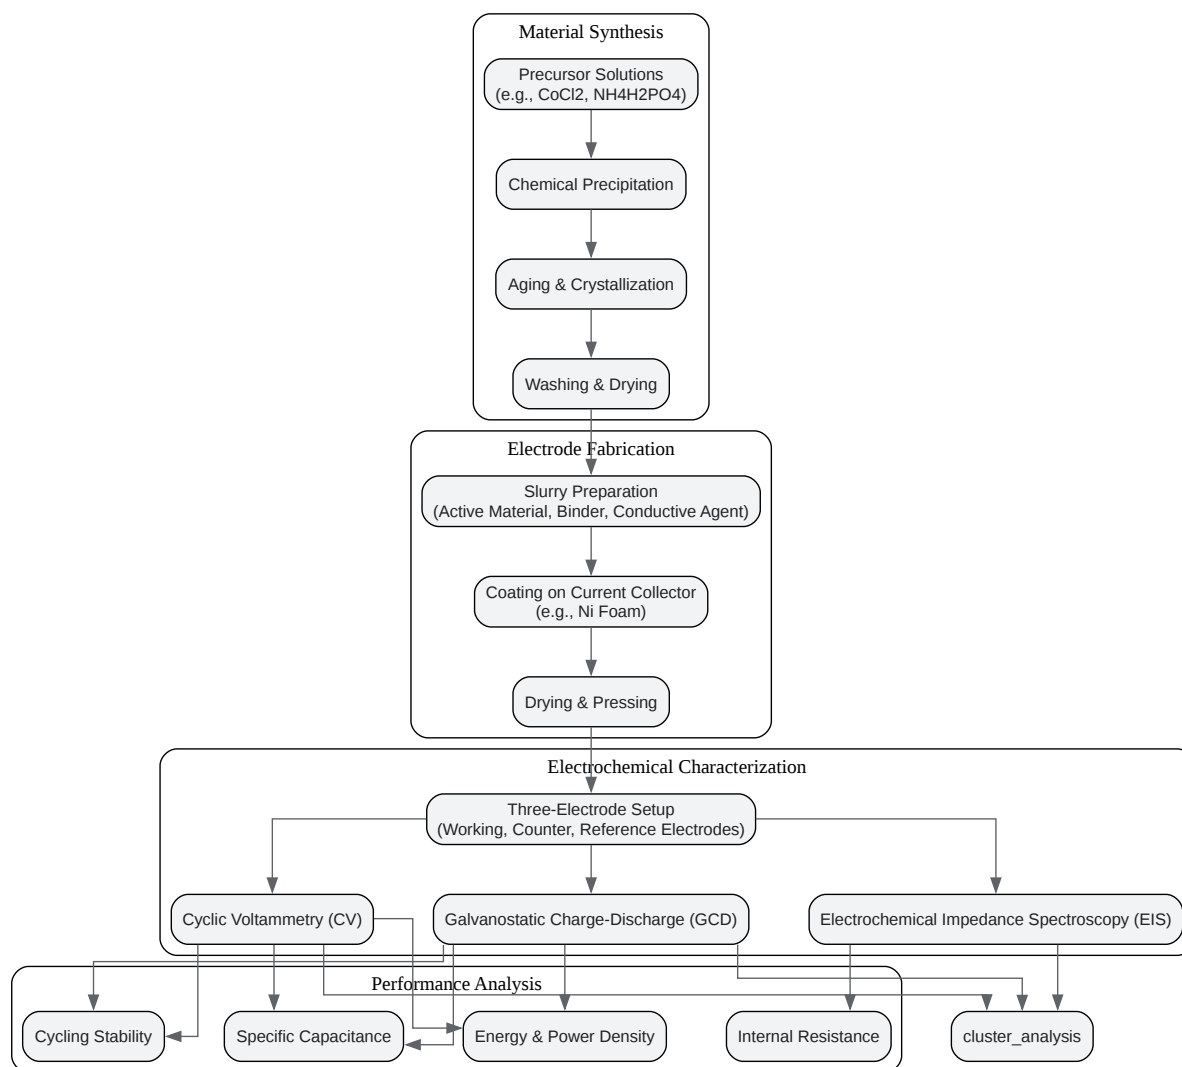 Material Synthesis
Precursor Solutions
(e.g., CoCl2, NH4H2PO4)
Chemical Precipitation
Aging & Crystallization
Washing & Drying
Electrode Fabrication
Slurry Preparation
(Active Material, Binder, Conductive Agent)
Coating on Current Collector
(e.g., Ni Foam)
Drying & Pressing
Electrochemical Characterization
Three-Electrode Setup
(Working, Counter, Reference Electrodes)
Cyclic Voltammetry (CV)
Galvanostatic Charge-Discharge (GCD)
Electrochemical Impedance Spectroscopy (EIS)
Performance Analysis
Cycling Stability
Specific Capacitance
Energy & Power Density
Internal Resistance
cluster_analysis